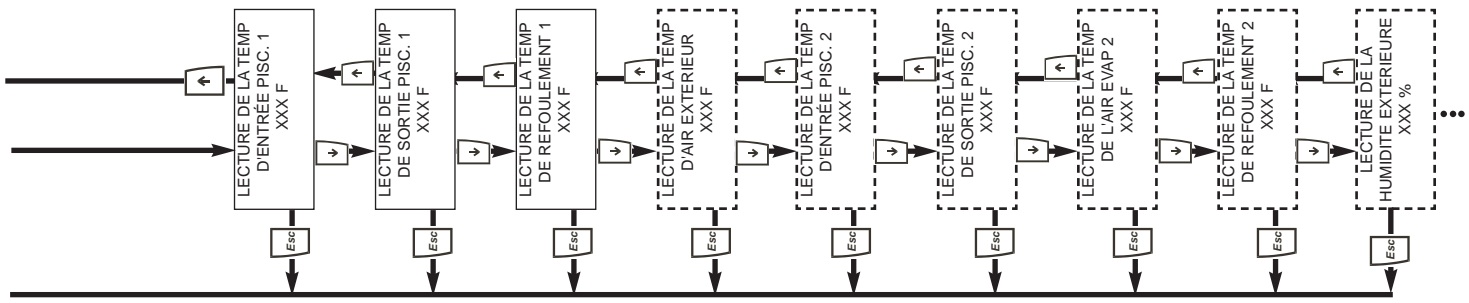 LECTURE DE LA TEMP
D'ENTRÉE PISC. 1
XXX F
LECTURE DE LA TEMP
DE SORTIE PISC. 1
XXX F
LECTURE DE LA TEMP
DE REFOULEMENT 1
XXX F
LECTURE DE LA TEMP
D'AIR EXTERIEUR
XXX F
LECTURE DE LA TEMP
D'ENTRÉE PISC. 2
XXX F
LECTURE DE LA TEMP
DE SORTIE PISC. 2
XXX F
LECTURE DE LA TEMP
DE L'AIR EVAP 2
XXX F
LECTURE DE LA TEMP
DE REFOULEMENT 2
XXX F
LECTURE DE LA
HUMIDITE EXTERIEURE
XXX %
...
Esc
Esc
Esc
Esc
Esc
Esc
Esc
Esc
Esc